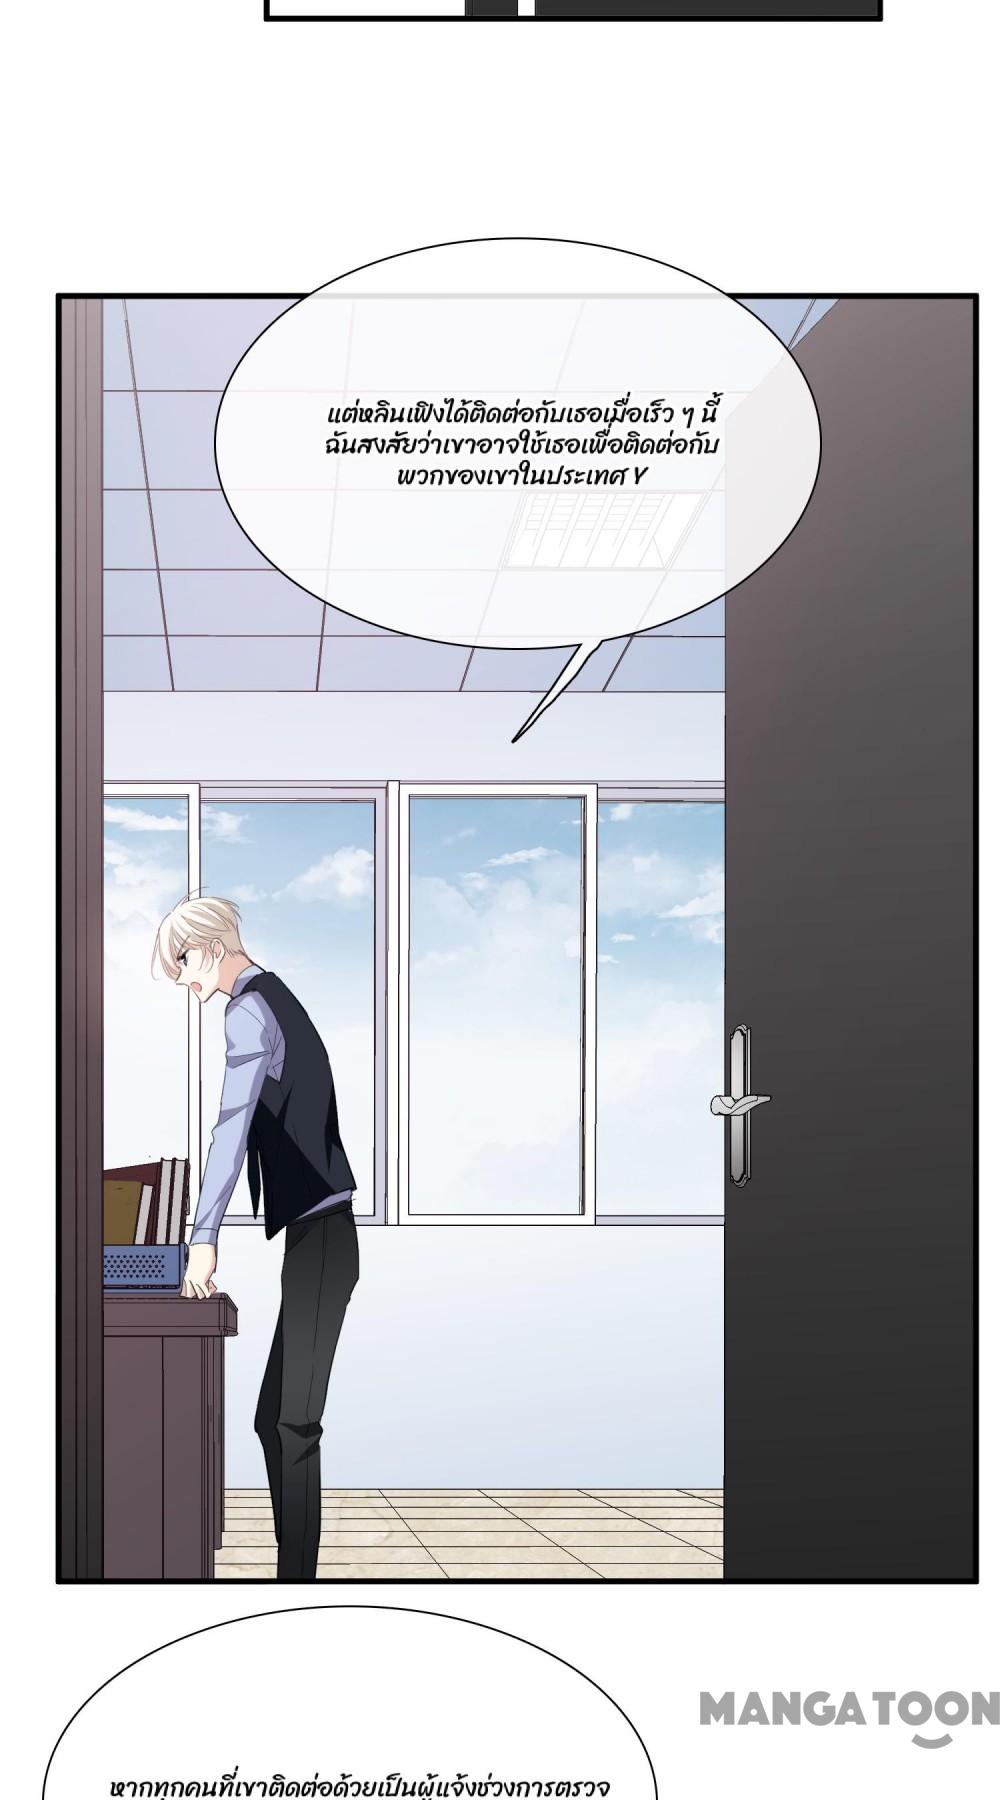 แต่หลินเฟิงได้ติดต่อกับเธอเมื่อเร็ว ๆ นี้
ฉันสงสัยว่าเขาอาจใช้เธอเพื่อติดต่อกับ
พวกของเขาในประเทศ Y
MANGATOON
หากทุกคนที่เขาติดต่อด้วยเป็นผู้แจ้งช่วงการตรวจ